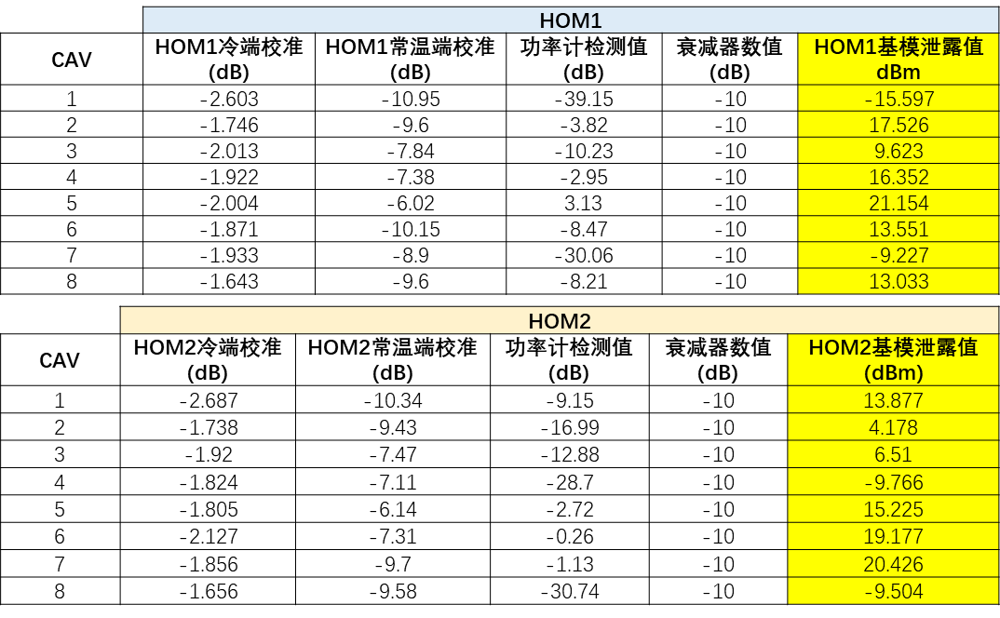 HOM1
CAV HOM1冷端校准 (dB) HOM1常温端校准 (dB) 功率计检测值 (dB) 衰减器数值 (dB) HOM1基模泄露值 dBm
1 -2.603 -10.95 -39.15 -10 -15.597
2 -1.746 -9.6 -3.82 -10 17.526
3 -2.013 -7.84 -10.23 -10 9.623
4 -1.922 -7.38 -2.95 -10 16.352
5 -2.004 -6.02 3.13 -10 21.154
6 -1.871 -10.15 -8.47 -10 13.551
7 -1.933 -8.9 -30.06 -10 -9.227
8 -1.643 -9.6 -8.21 -10 13.033
HOM2
CAV HOM2冷端校准 (dB) HOM2常温端校准 (dB) 功率计检测值 (dB) 衰减器数值 (dB) HOM2基模泄露值 (dBm)
1 -2.687 -10.34 -9.15 -10 13.877
2 -1.738 -9.43 -16.99 -10 4.178
3 -1.92 -7.47 -12.88 -10 6.51
4 -1.824 -7.11 -28.7 -10 -9.766
5 -1.805 -6.14 -2.72 -10 15.225
6 -2.127 -7.31 -0.26 -10 19.177
7 -1.856 -9.7 -1.13 -10 20.426
8 -1.656 -9.58 -30.74 -10 -9.504